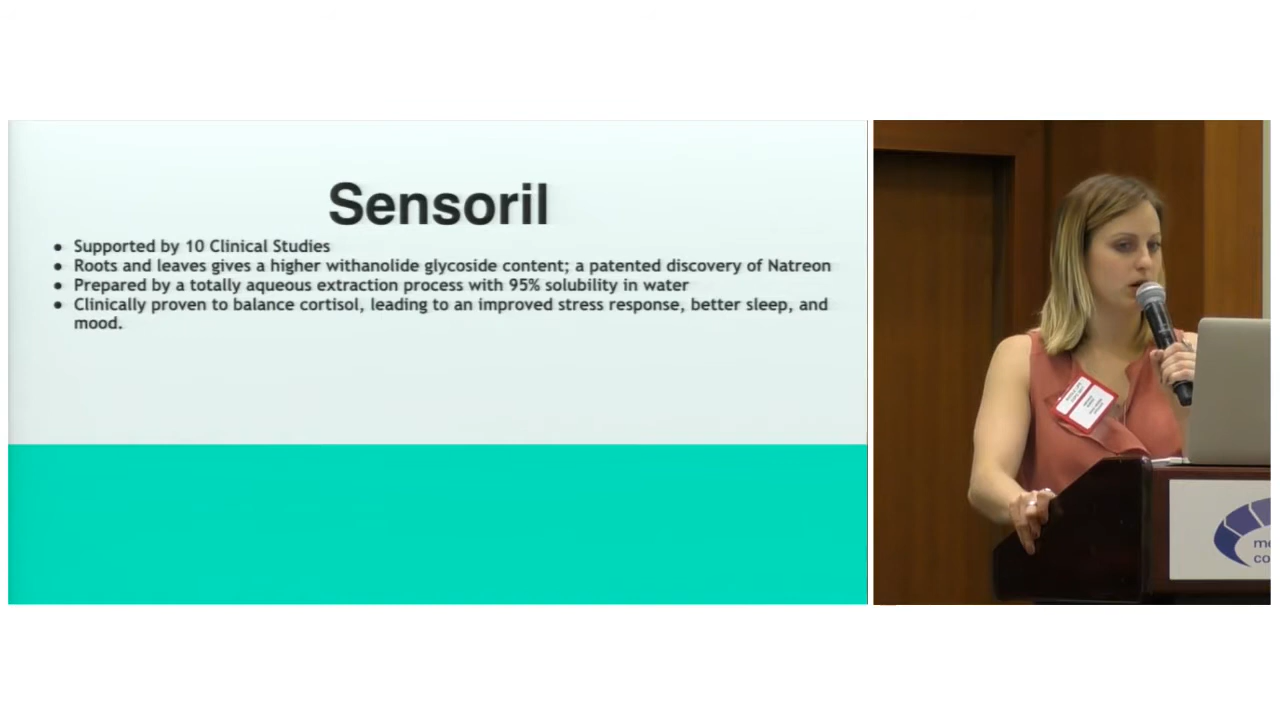 Sensoril
● Supported by 10 Clinical Studies
● Roots and leaves gives a higher withanolide glycoside content; a patented discovery of Natreon
● Prepared by a totally aqueous extraction process with 95% solubility in water
● Clinically proven to balance cortisol, leading to an improved stress response, better sleep, and
mood.
me
co